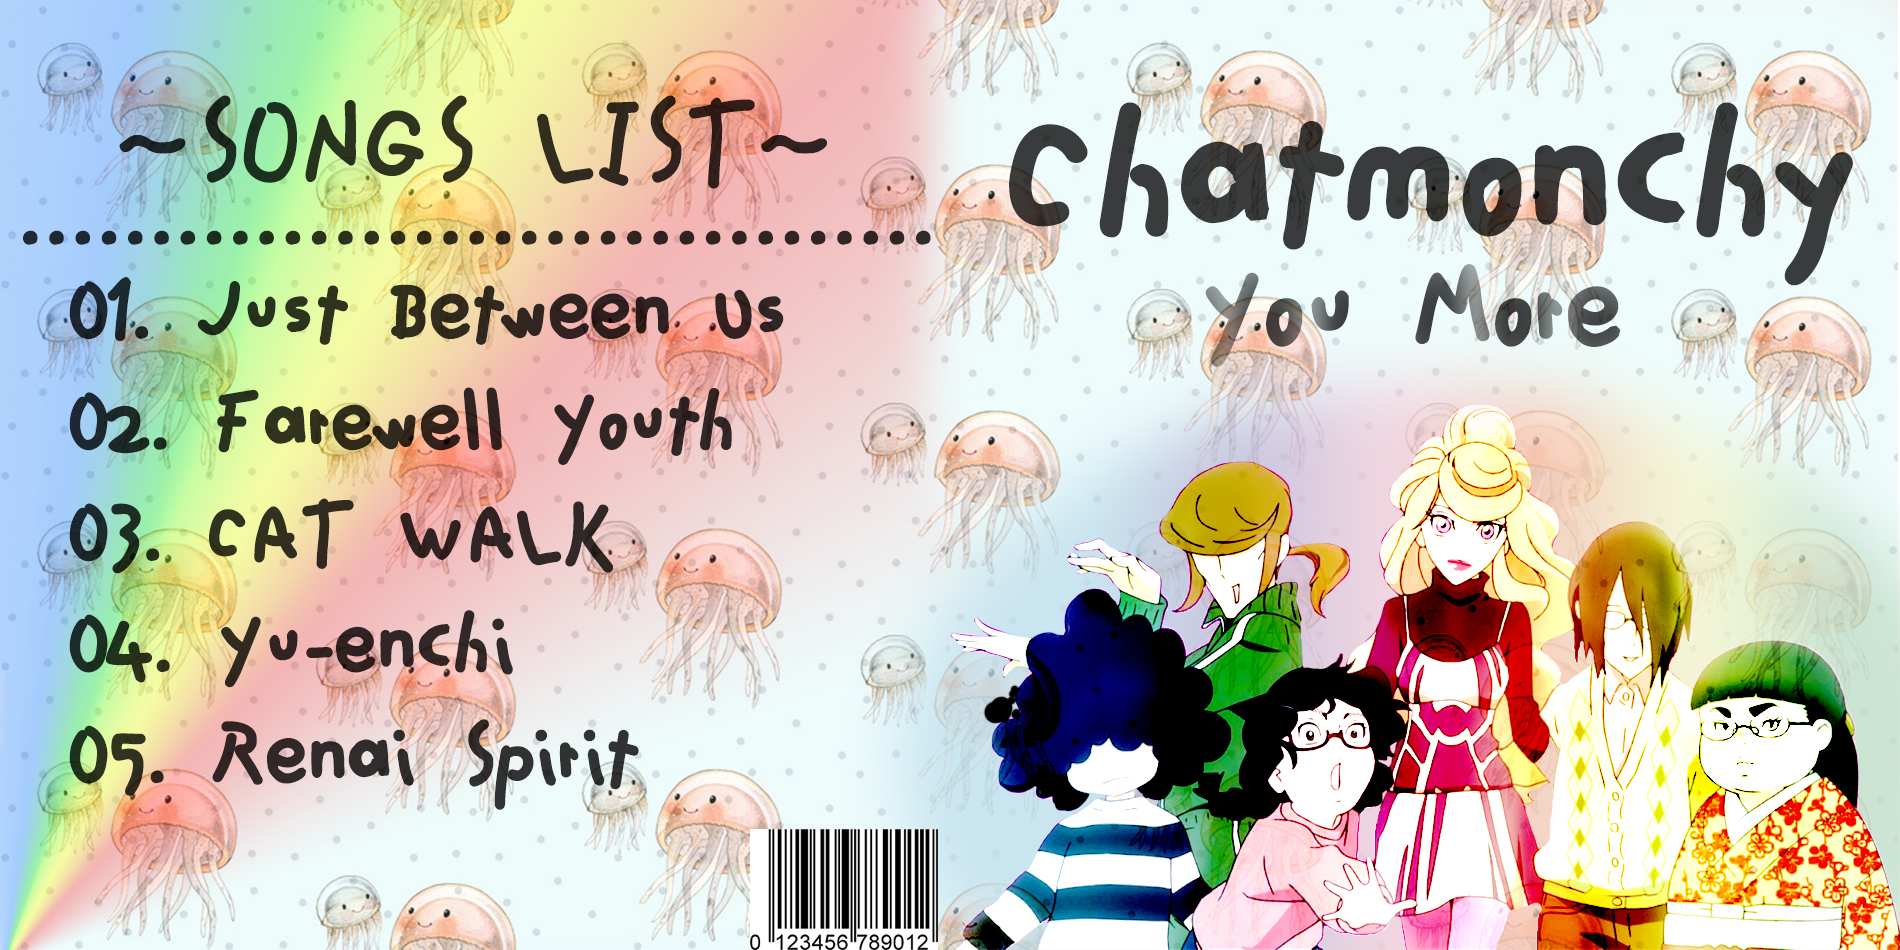 ~SONGS LIST~
01. Just Between Us
02. Farewell Youth
03. CAT WALK
04. Yu-enchi
05. Renai Spirit
0 123456 789012
Chatmonchy
You More